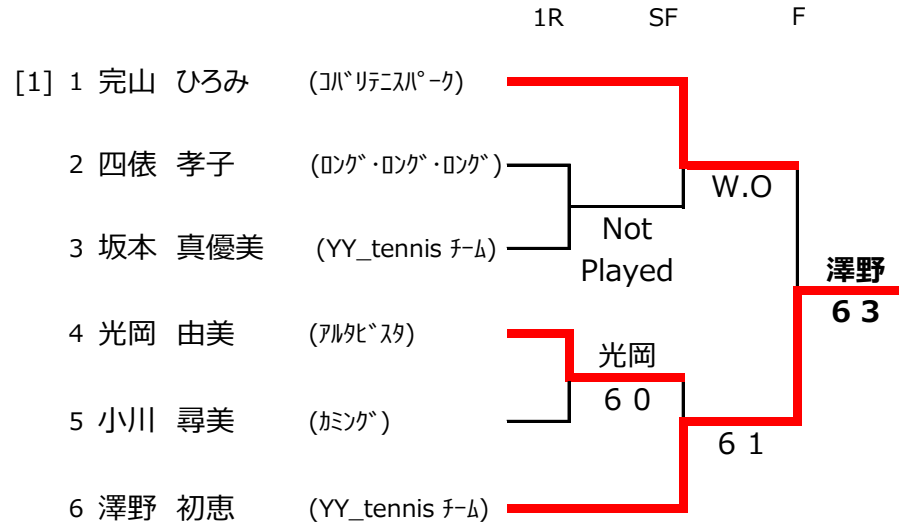 1R SF F
[1] 1 完山 ひろみ (ｺﾊﾞﾘﾃﾆｽﾊﾟｰｸ)
2 四俵 孝子 (ﾛﾝｸﾞ･ﾛﾝｸﾞ･ﾛﾝｸﾞ)
W.O
Not
3 坂本 真優美 (YY_tennis ﾁｰﾑ)
Played
澤野
6 3
4 光岡 由美 (ｱﾙﾀﾋﾞｽﾀ)
光岡
6 0
5 小川 尋美 (ｶﾐﾝｸﾞ)
6 1
6 澤野 初恵 (YY_tennis ﾁｰﾑ)